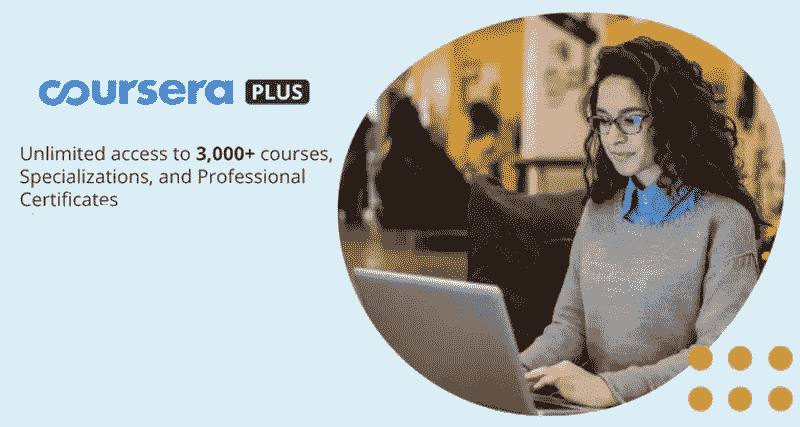 coursera PLUS
Unlimited access to 3,000+ courses,
Specializations, and Professional
Certificates